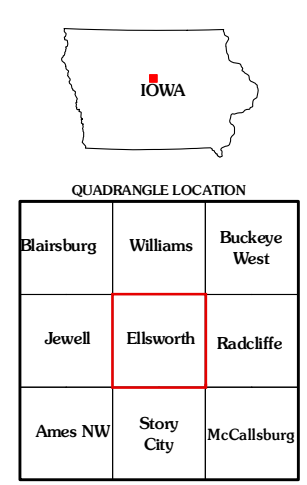 IOWA
QUADRANGLE LOCATION
Blairsburg Williams Buckeye
West
Jewell Ellsworth Radcliffe
Ames NW Story
City McCallsburg